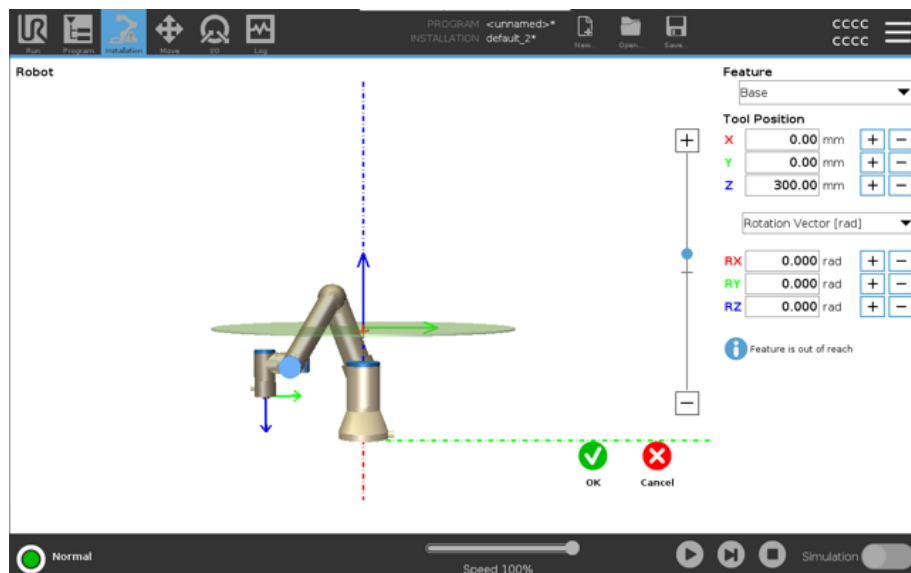 PROGRAM <unnamed>*
INSTALLATION default_2*
Run Program Installation Move I/O Log New... Open... Save...
cccc
cccc
Robot
Feature
Base
Tool Position
X 0.00 mm + −
Y 0.00 mm + −
Z 300.00 mm + −
Rotation Vector [rad]
RX 0.000 rad + −
RY 0.000 rad + −
RZ 0.000 rad + −
Feature is out of reach
OK Cancel
Normal
Speed 100%
Simulation